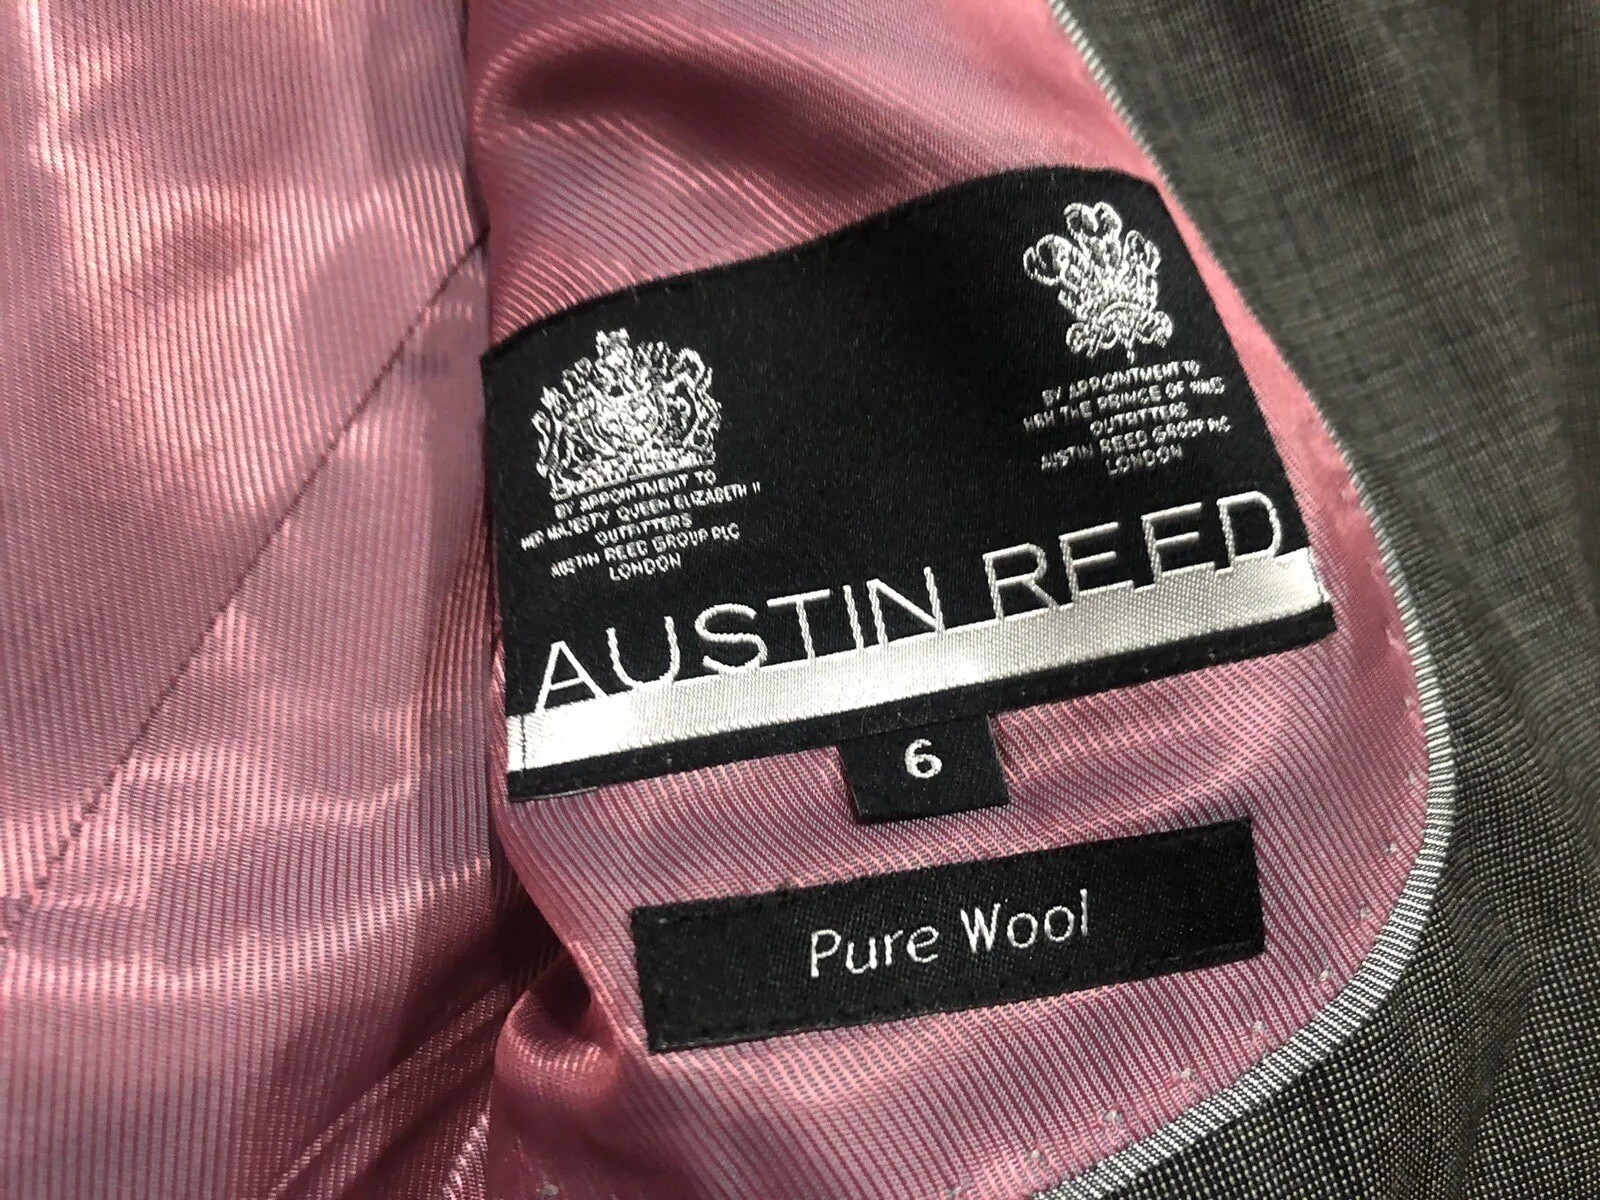 BY APPOINTMENT TO
HER MAJESTY QUEEN ELIZABETH II
OUTFITTERS
AUSTIN REED GROUP PLC
LONDON
BY APPOINTMENT TO
HRH THE PRINCE OF WALES
OUTFITTERS
AUSTIN REED GROUP PLC
LONDON
AUSTIN REED
6
Pure Wool